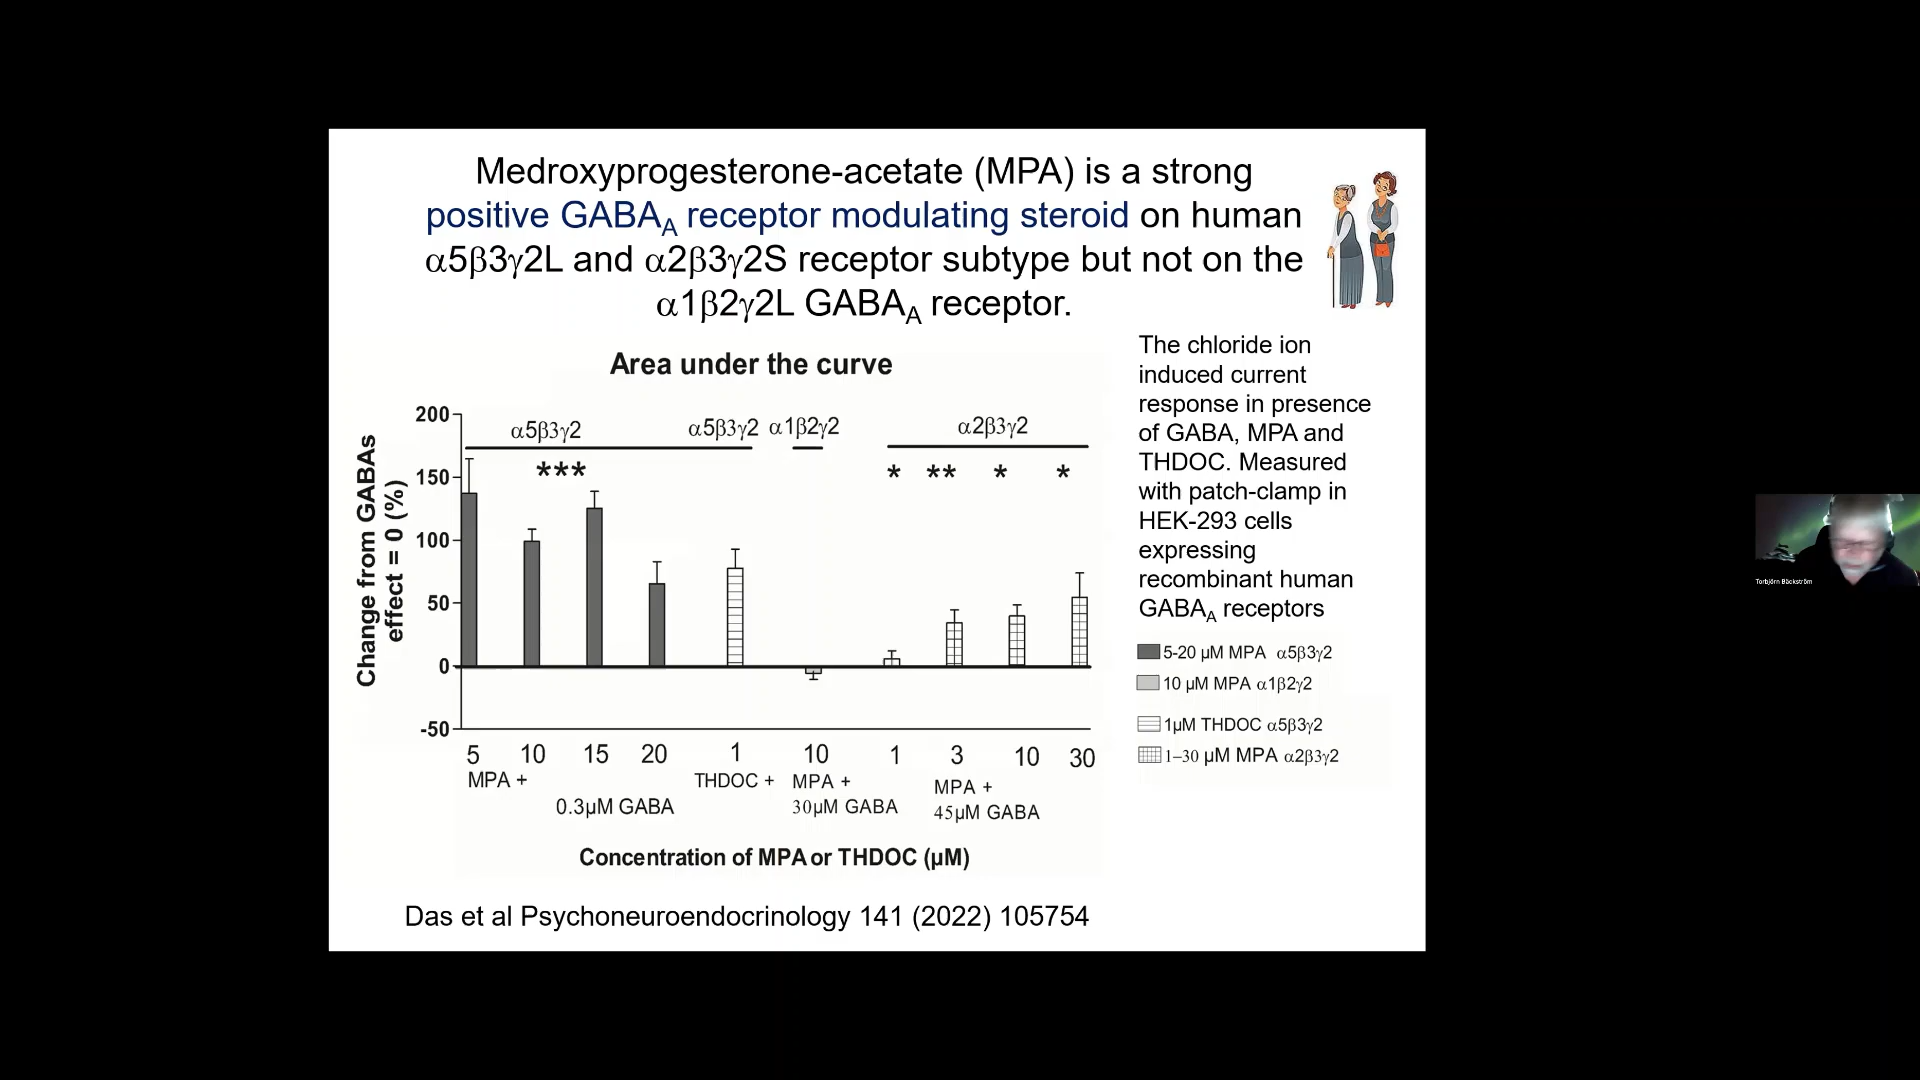 Medroxyprogesterone-acetate (MPA) is a strong
positive GABAA receptor modulating steroid on human
α5β3γ2L and α2β3γ2S receptor subtype but not on the
α1β2γ2L GABAA receptor.
Area under the curve
Change from GABAs
effect = 0 (%)
200
150
100
50
0
-50
α5β3γ2
α5β3γ2
α1β2γ2
α2β3γ2
***
* ** * *
5 10 15 20 1 10 1 3 10 30
MPA +
0.3µM GABA
THDOC +
MPA +
30µM GABA
MPA +
45µM GABA
Concentration of MPA or THDOC (µM)
The chloride ion
induced current
response in presence
of GABA, MPA and
THDOC. Measured
with patch-clamp in
HEK-293 cells
expressing
recombinant human
GABAA receptors
5-20 µM MPA α5β3γ2
10 µM MPA α1β2γ2
1µM THDOC α5β3γ2
1–30 µM MPA α2β3γ2
Das et al Psychoneuroendocrinology 141 (2022) 105754
Torbjörn Bäckström